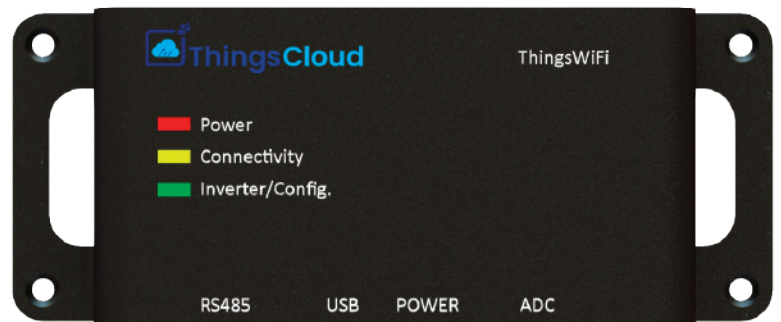 ThingsCloud
ThingsWiFi
Power
Connectivity
Inverter/Config.
RS485 USB POWER ADC